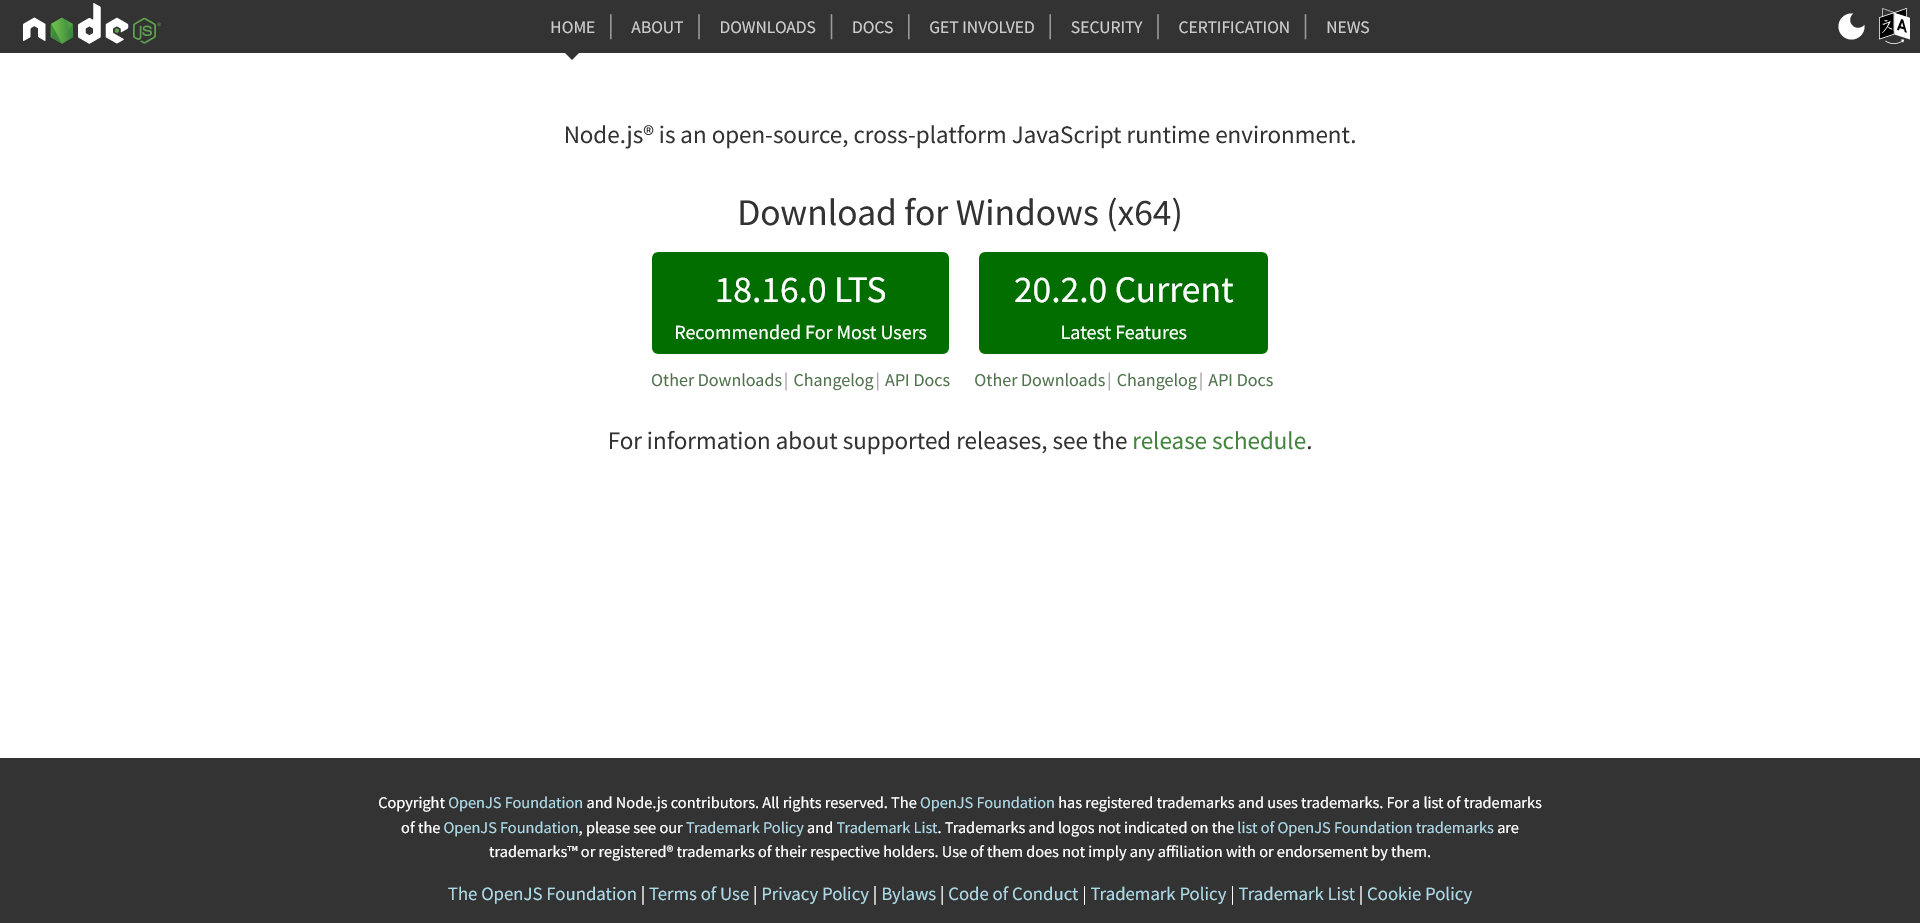 node JS
HOME | ABOUT | DOWNLOADS | DOCS | GET INVOLVED | SECURITY | CERTIFICATION | NEWS
Node.js® is an open-source, cross-platform JavaScript runtime environment.
Download for Windows (x64)
18.16.0 LTS
Recommended For Most Users
20.2.0 Current
Latest Features
Other Downloads | Changelog | API Docs
Other Downloads | Changelog | API Docs
For information about supported releases, see the release schedule.
Copyright OpenJS Foundation and Node.js contributors. All rights reserved. The OpenJS Foundation has registered trademarks and uses trademarks. For a list of trademarks
of the OpenJS Foundation, please see our Trademark Policy and Trademark List. Trademarks and logos not indicated on the list of OpenJS Foundation trademarks are
trademarks™ or registered® trademarks of their respective holders. Use of them does not imply any affiliation with or endorsement by them.
The OpenJS Foundation | Terms of Use | Privacy Policy | Bylaws | Code of Conduct | Trademark Policy | Trademark List | Cookie Policy